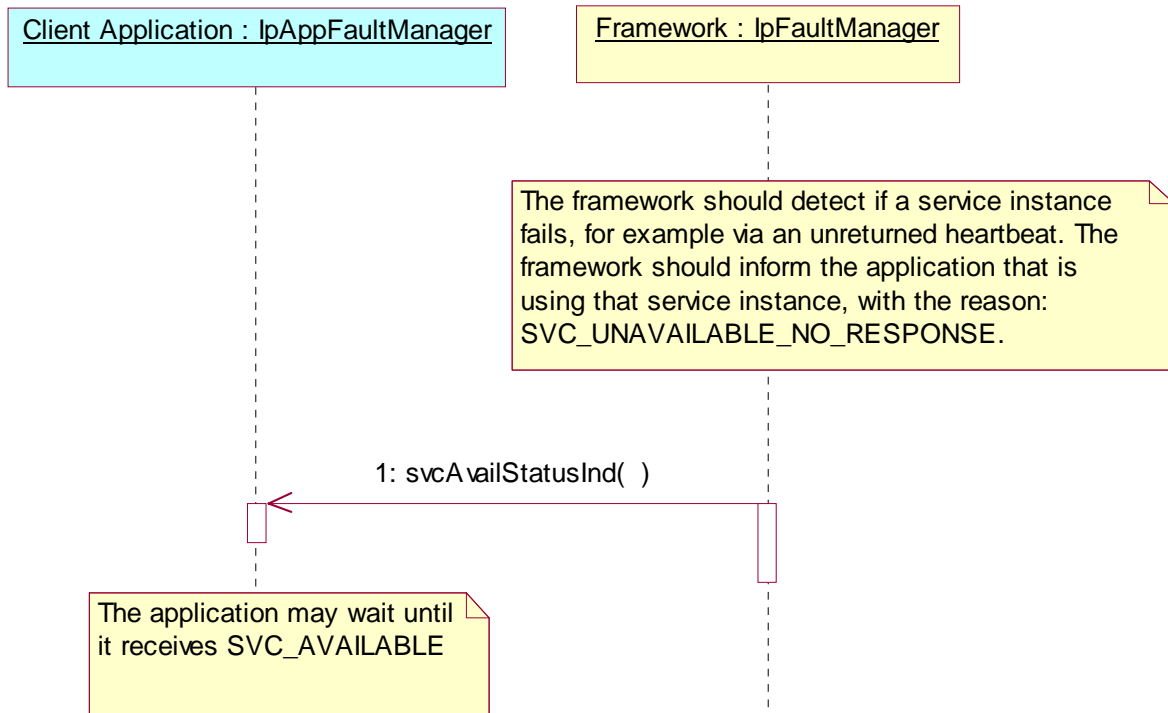 Client Application : IpAppFaultManager
Framework : IpFaultManager
The framework should detect if a service instance
fails, for example via an unreturned heartbeat. The
framework should inform the application that is
using that service instance, with the reason:
SVC_UNAVAILABLE_NO_RESPONSE.
1: svcAvailStatusInd(  )
The application may wait until
it receives SVC_AVAILABLE